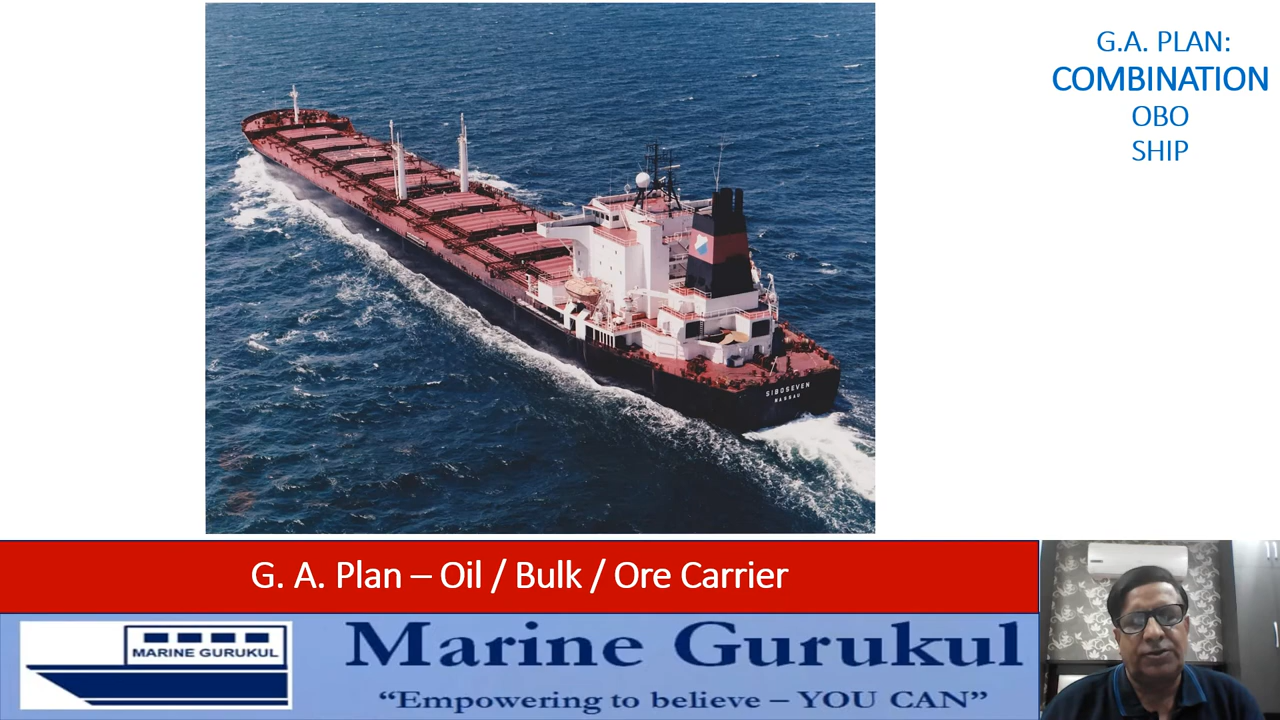 G.A. PLAN:
COMBINATION
OBO
SHIP
SIBOSEVEN
NASSAU
G. A. Plan – Oil / Bulk / Ore Carrier
MARINE GURUKUL
Marine Gurukul
“Empowering to believe – YOU CAN”